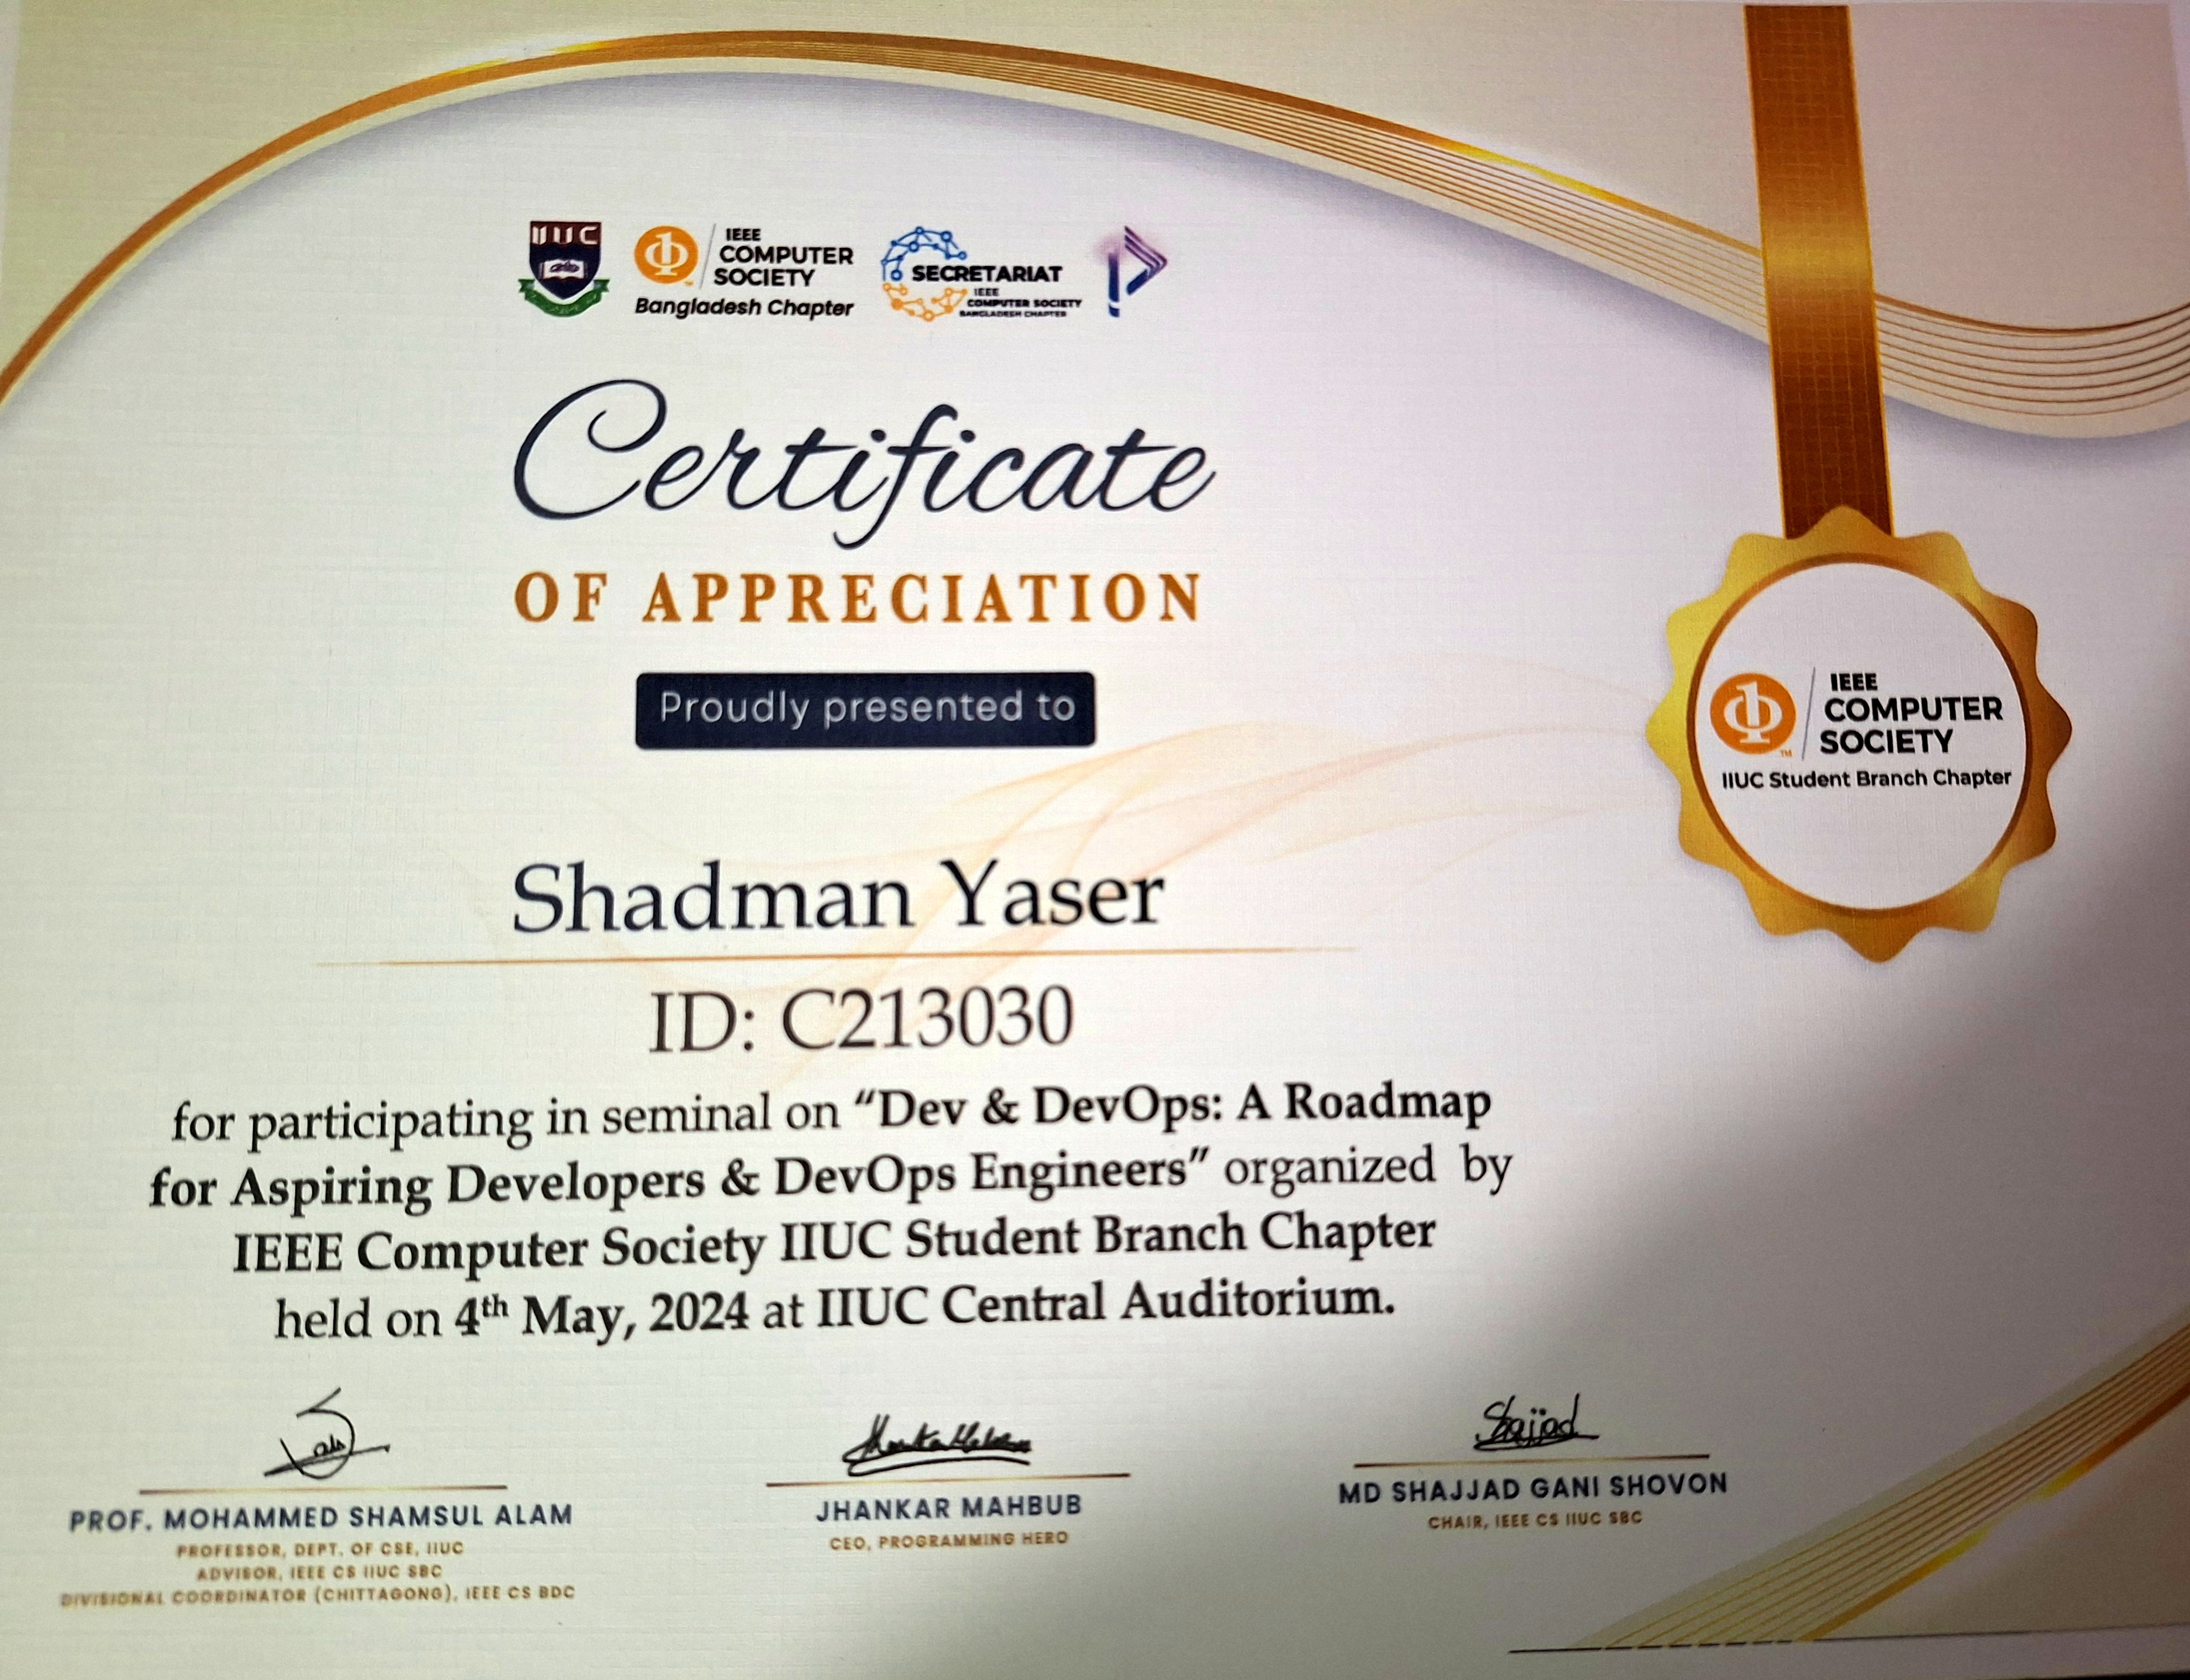 IIUC
IEEE
COMPUTER
SOCIETY
Bangladesh Chapter
SECRETARIAT
IEEE
COMPUTER SOCIETY
BANGLADESH CHAPTER
Certificate
OF APPRECIATION
Proudly presented to
IEEE
COMPUTER
SOCIETY
IIUC Student Branch Chapter
Shadman Yaser
ID: C213030
for participating in seminal on “Dev & DevOps: A Roadmap
for Aspiring Developers & DevOps Engineers” organized by
IEEE Computer Society IIUC Student Branch Chapter
held on 4th May, 2024 at IIUC Central Auditorium.
Shajjad
PROF. MOHAMMED SHAMSUL ALAM
PROFESSOR, DEPT. OF CSE, IIUC
ADVISOR, IEEE CS IIUC SBC
DIVISIONAL COORDINATOR (CHITTAGONG), IEEE CS BDC
JHANKAR MAHBUB
CEO, PROGRAMMING HERO
MD SHAJJAD GANI SHOVON
CHAIR, IEEE CS IIUC SBC